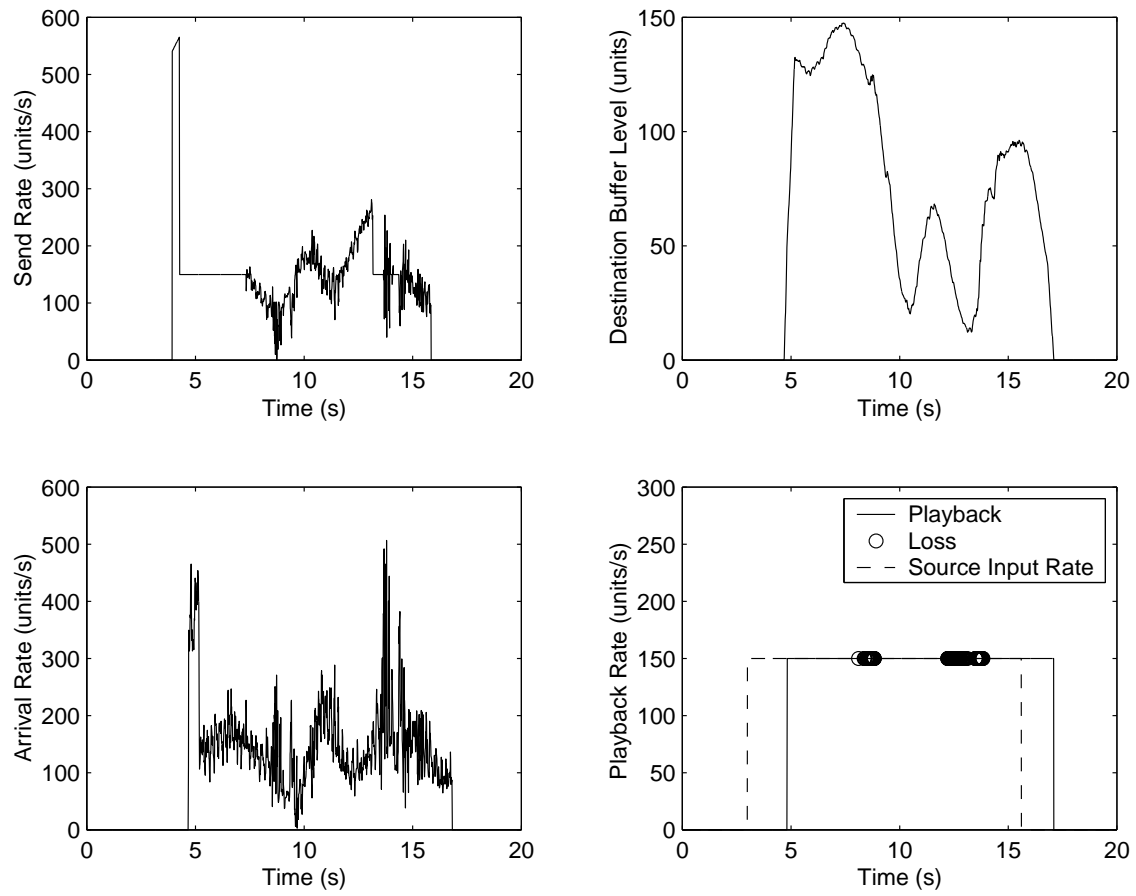 600
500
400
300
200
100
0
Send Rate (units/s)
0 5 10 15 20
Time (s)
150
100
50
0
Destination Buffer Level (units)
0 5 10 15 20
Time (s)
600
500
400
300
200
100
0
Arrival Rate (units/s)
0 5 10 15 20
Time (s)
300
250
200
150
100
50
0
Playback Rate (units/s)
Playback
Loss
Source Input Rate
0 5 10 15 20
Time (s)